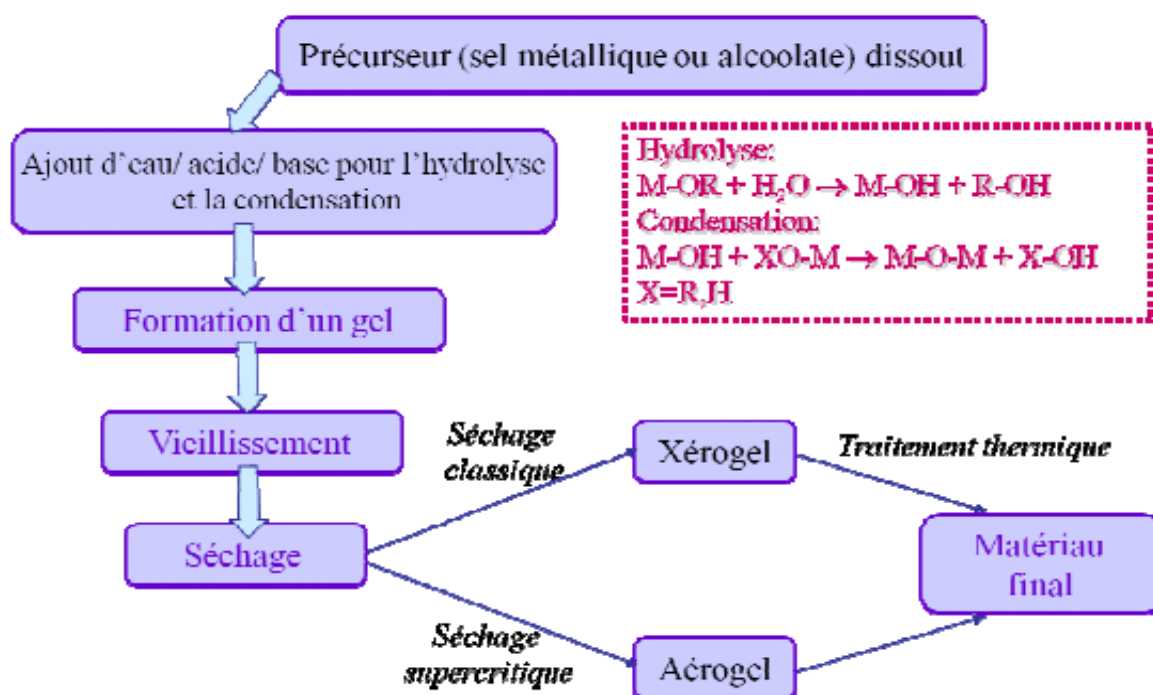 Précurseur (sel métallique ou alcoolate) dissout
Ajout d'eau/ acide/ base pour l'hydrolyse
et la condensation
Hydrolyse:
M-OR + H₂O → M-OH + R-OH
Condensation:
M-OH + XO-M → M-O-M + X-OH
X=R,H
Formation d'un gel
Vieillissement
Séchage
classique
Xérogel
Traitement thermique
Séchage
Matériau
final
Séchage
supercritique
Aérogel